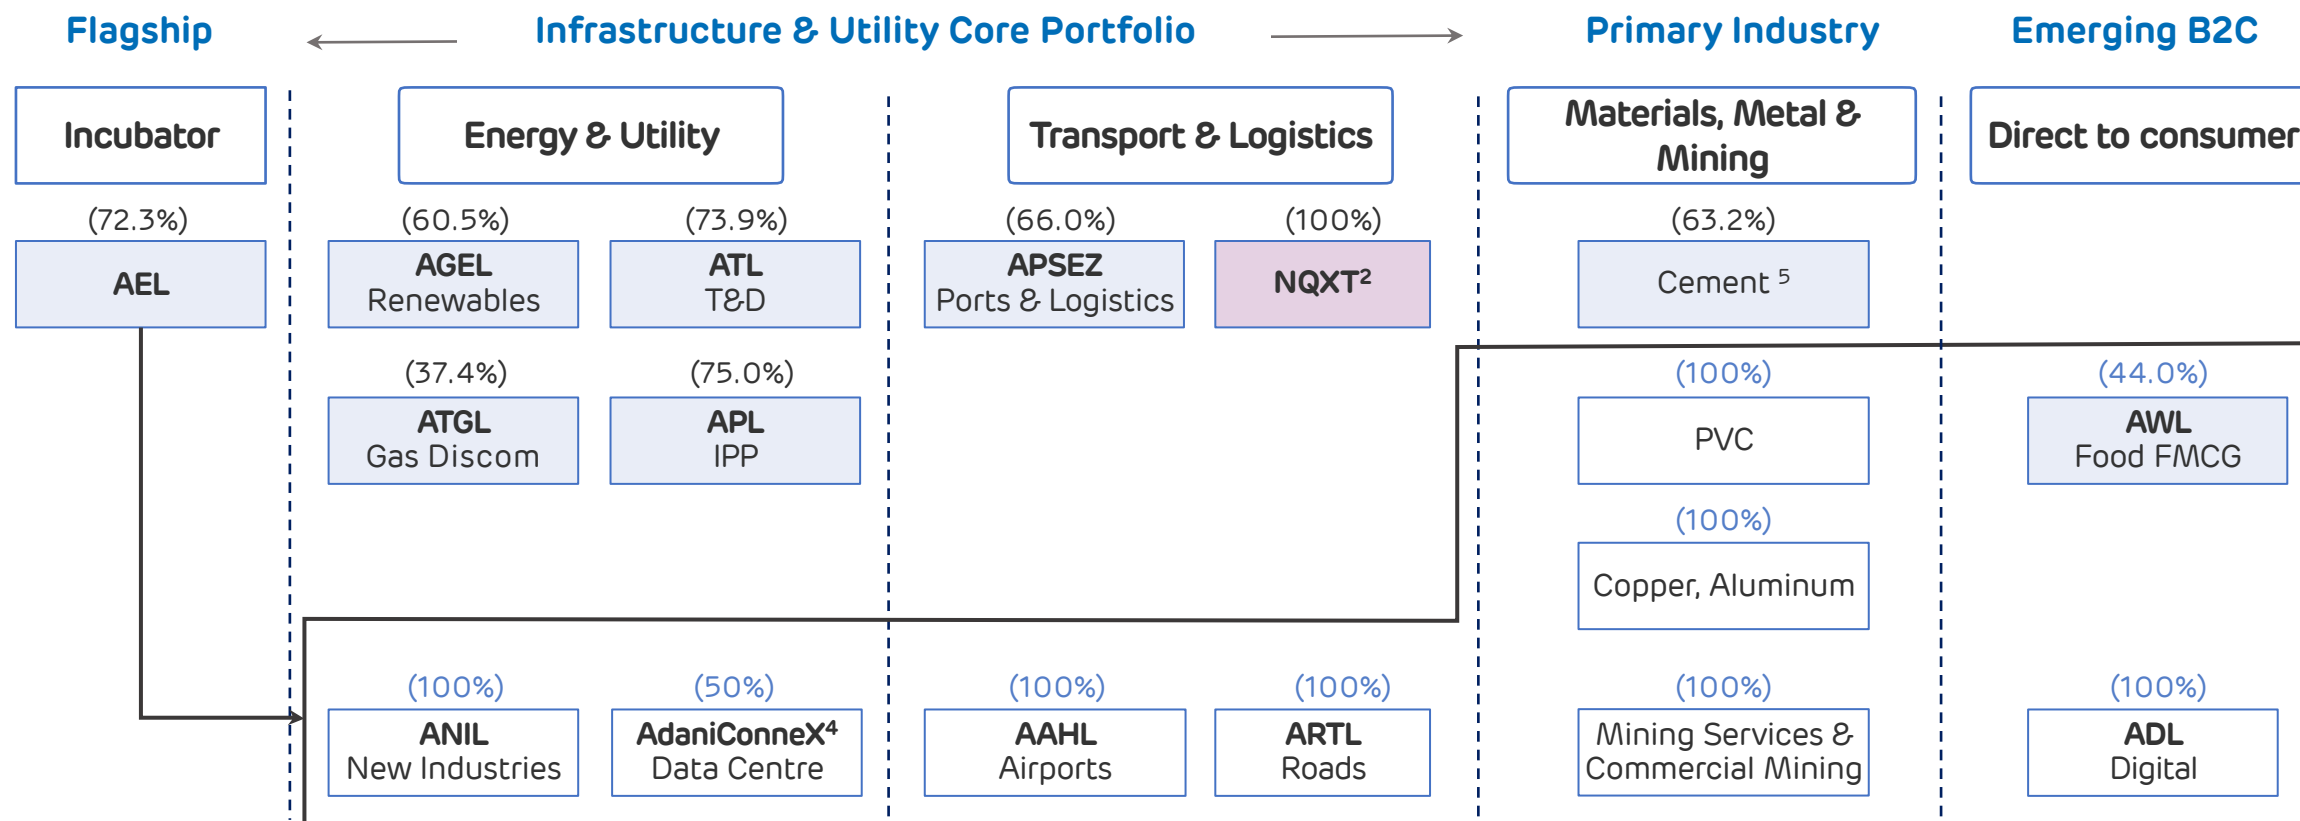 Flagship
Infrastructure & Utility Core Portfolio
Primary Industry
Emerging B2C
Incubator
Energy & Utility
Transport & Logistics
Materials, Metal &
Mining
Direct to consumer
(72.3%)
(60.5%)
(73.9%)
(66.0%)
(100%)
(63.2%)
AEL
AGEL
Renewables
ATL
T&D
APSEZ
Ports & Logistics
NQXT²
Cement ⁵
(37.4%)
(75.0%)
(100%)
(44.0%)
ATGL
Gas Discom
APL
IPP
PVC
AWL
Food FMCG
(100%)
Copper, Aluminum
(100%)
(50%)
(100%)
(100%)
(100%)
(100%)
ANIL
New Industries
AdaniConneX⁴
Data Centre
AAHL
Airports
ARTL
Roads
Mining Services &
Commercial Mining
ADL
Digital